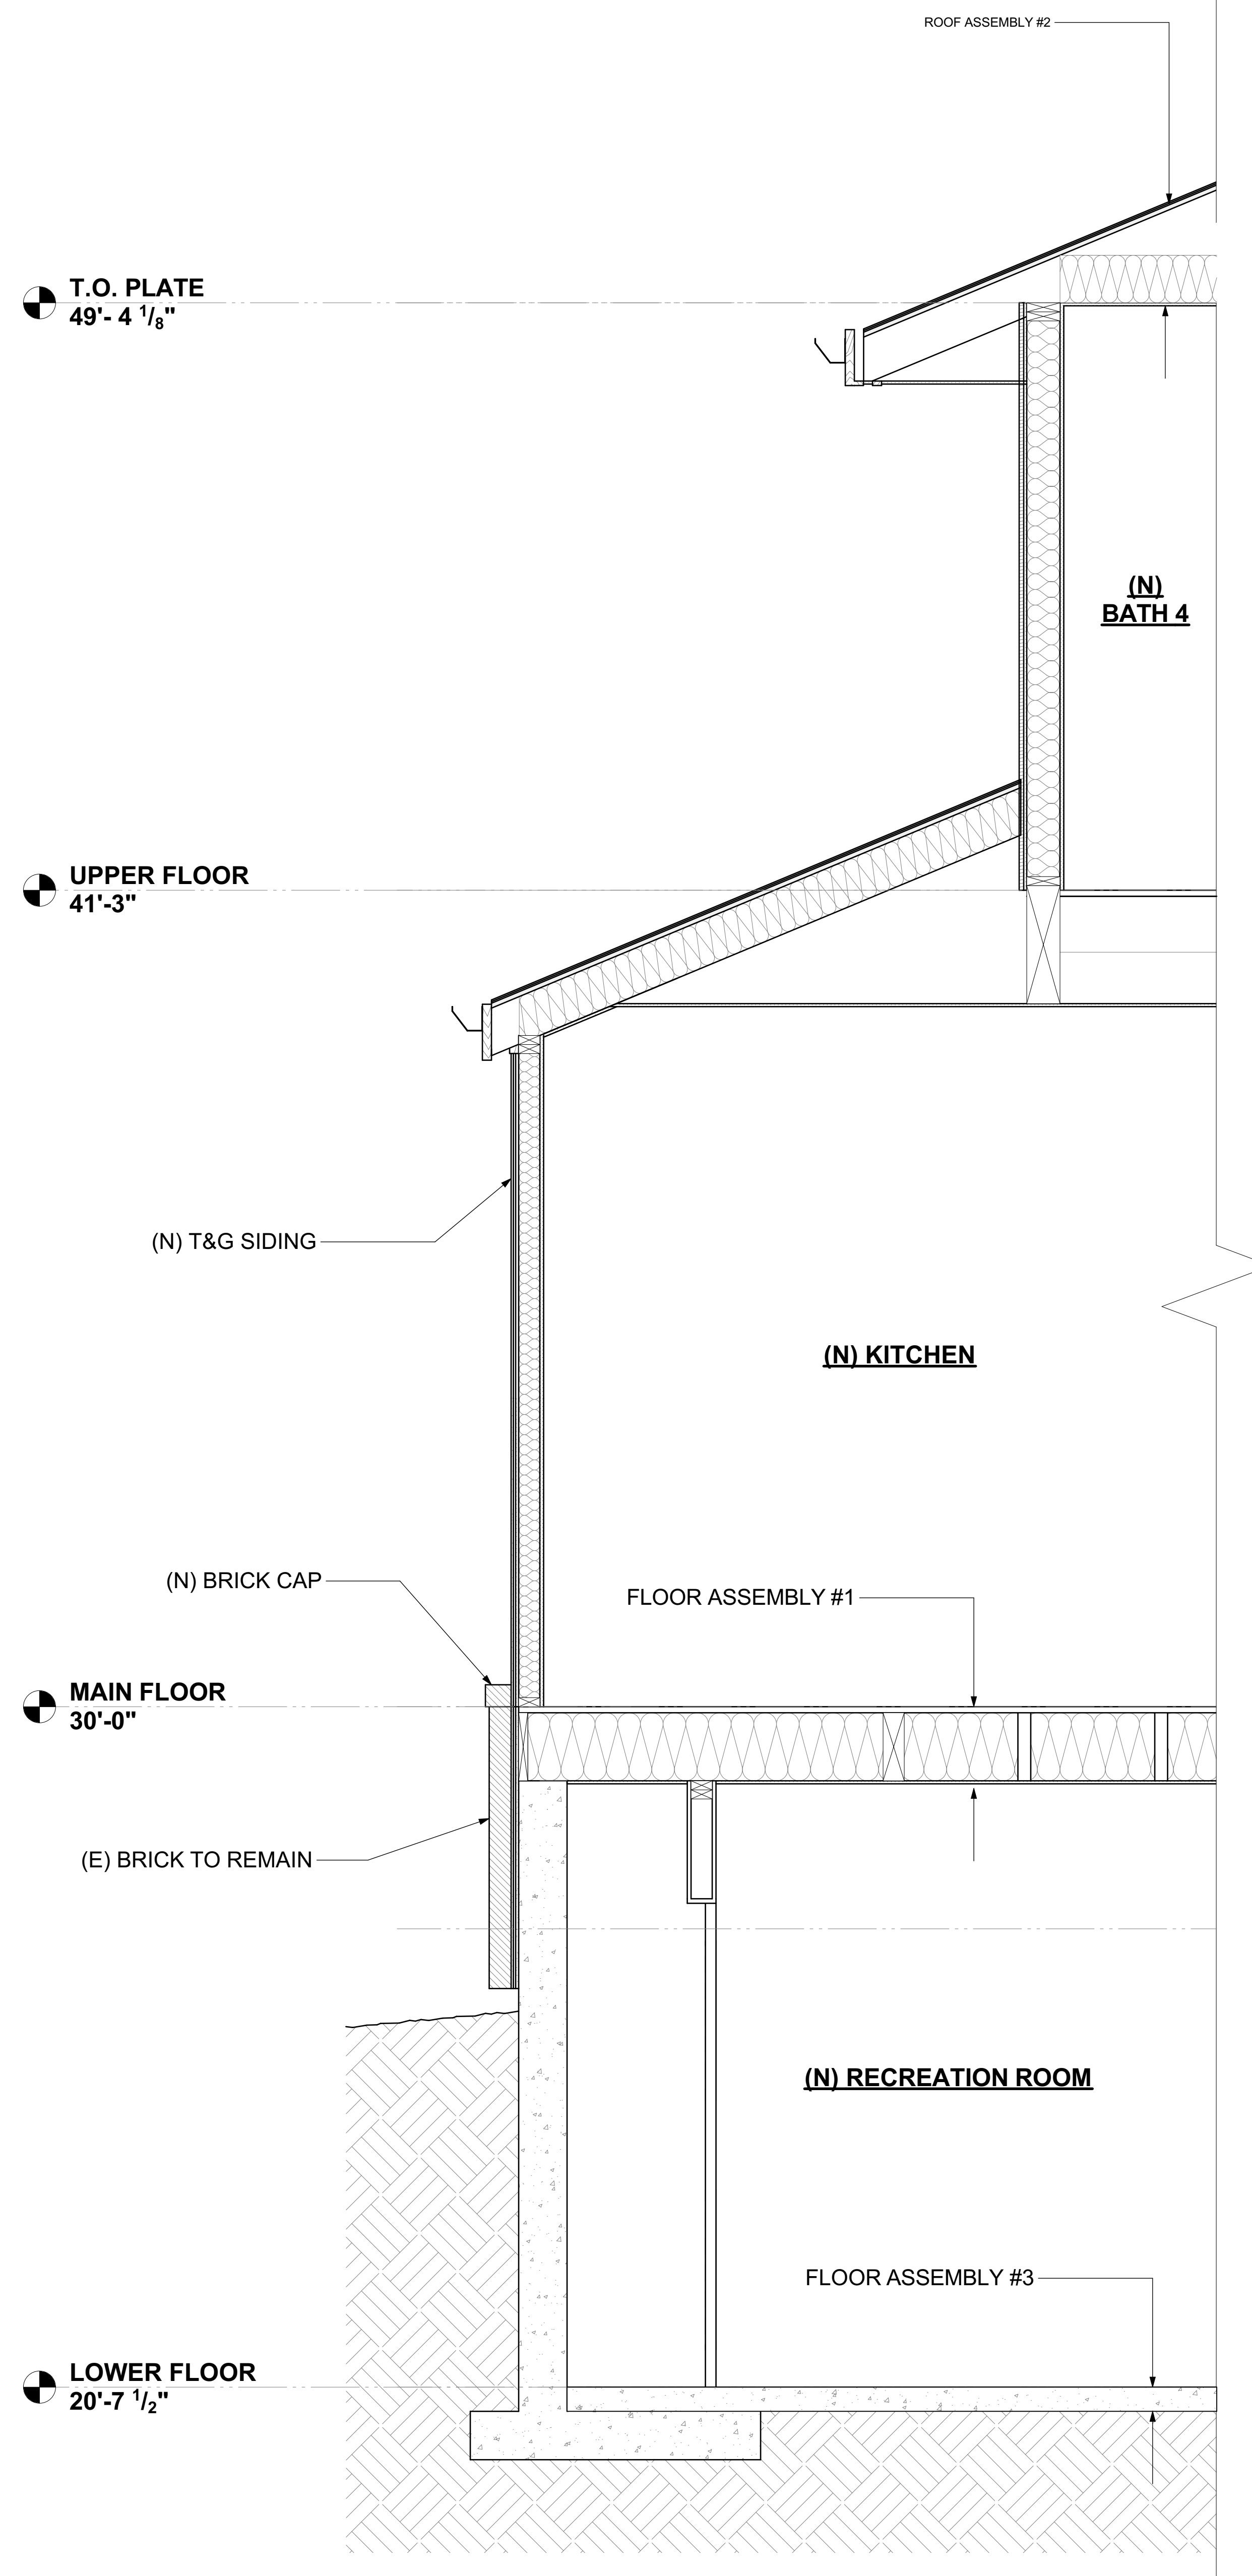 ROOF ASSEMBLY #2
T.O. PLATE
49'- 4 1/8"
(N)
BATH 4
UPPER FLOOR
41'-3"
(N) T&G SIDING
(N) KITCHEN
(N) BRICK CAP
FLOOR ASSEMBLY #1
MAIN FLOOR
30'-0"
(E) BRICK TO REMAIN
(N) RECREATION ROOM
FLOOR ASSEMBLY #3
LOWER FLOOR
20'-7 1/2"